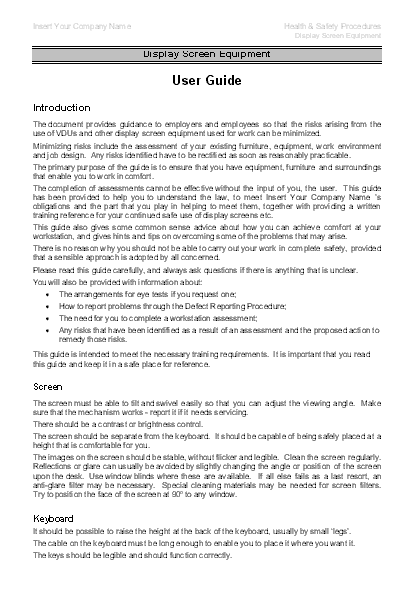 Insert Your Company Name
Health & Safety Procedures
Display Screen Equipment
Display Screen Equipment
User Guide
Introduction
The document provides guidance to employers and employees so that the risks arising from the
use of VDUs and other display screen equipment used for work can be minimized.
Minimizing risks include the assessment of your existing furniture, equipment, work environment
and job design. Any risks identified have to be rectified as soon as reasonably practicable.
The primary purpose of the guide is to ensure that you have equipment, furniture and surroundings
that enable you to work in comfort.
The completion of assessments cannot be effective without the input of you, the user. This guide
has been provided to help you to understand the law, to meet Insert Your Company Name 's
obligations and the part that you play in helping to meet them, together with providing a written
training reference for your continued safe use of display screens etc.
This guide also gives some common sense advice about how you can achieve comfort at your
workstation, and gives hints and tips on overcoming some of the problems that may arise.
There is no reason why you should not be able to carry out your work in complete safety, provided
that a sensible approach is adopted by all concerned.
Please read this guide carefully, and always ask questions if there is anything that is unclear.
You will also be provided with information about:
• The arrangements for eye tests if you request one;
• How to report problems through the Defect Reporting Procedure;
• The need for you to complete a workstation assessment;
• Any risks that have been identified as a result of an assessment and the proposed action to
remedy those risks.
This guide is intended to meet the necessary training requirements. It is important that you read
this guide and keep it in a safe place for reference.
Screen
The screen must be able to tilt and swivel easily so that you can adjust the viewing angle. Make
sure that the mechanism works - report it if it needs servicing.
There should be a contrast or brightness control.
The screen should be separate from the keyboard. It should be capable of being safely placed at a
height that is comfortable for you.
The images on the screen should be stable, without flicker and legible. Clean the screen regularly.
Reflections or glare can usually be avoided by slightly changing the angle or position of the screen
upon the desk. Use window blinds where these are available. If all else fails as a last resort, an
anti-glare filter may be necessary. Special cleaning materials may be needed for screen filters.
Try to position the face of the screen at 90º to any window.
Keyboard
It should be possible to raise the height at the back of the keyboard, usually by small 'legs'.
The cable on the keyboard must be long enough to enable you to place it where you want it.
The keys should be legible and should function correctly.